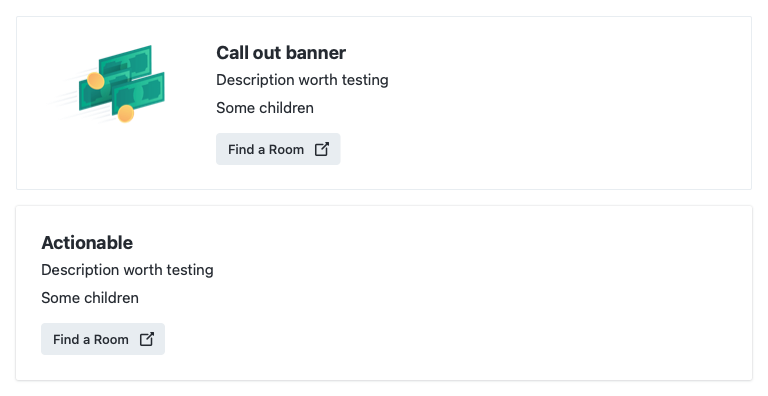 Call out banner
Description worth testing
Some children
Find a Room
Actionable
Description worth testing
Some children
Find a Room